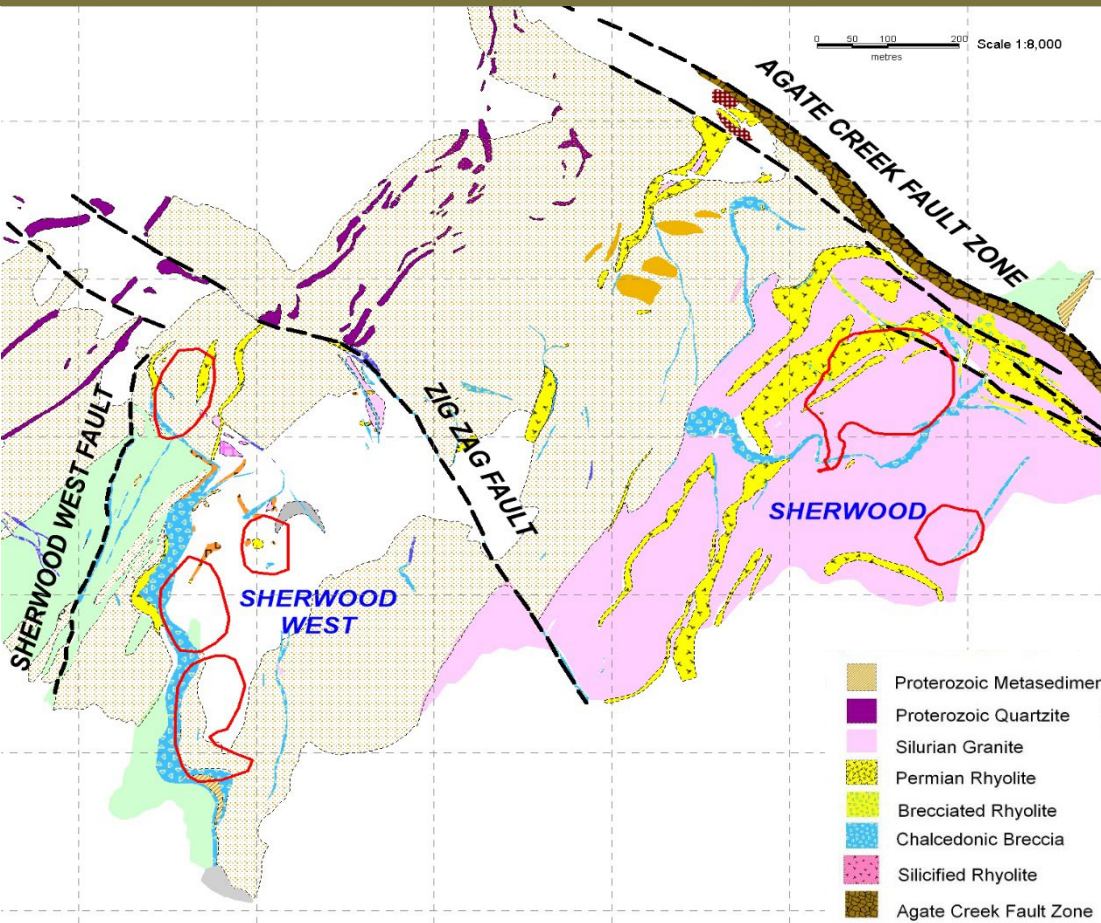 0 50 100 200
metres
Scale 1:8,000
AGATE CREEK FAULT ZONE
ZIG ZAG FAULT
SHERWOOD WEST FAULT
SHERWOOD
SHERWOOD
WEST
Proterozoic Metasedimen
Proterozoic Quartzite
Silurian Granite
Permian Rhyolite
Brecciated Rhyolite
Chalcedonic Breccia
Silicified Rhyolite
Agate Creek Fault Zone